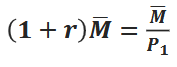 (1 + r)M̅ = M̅/P₁